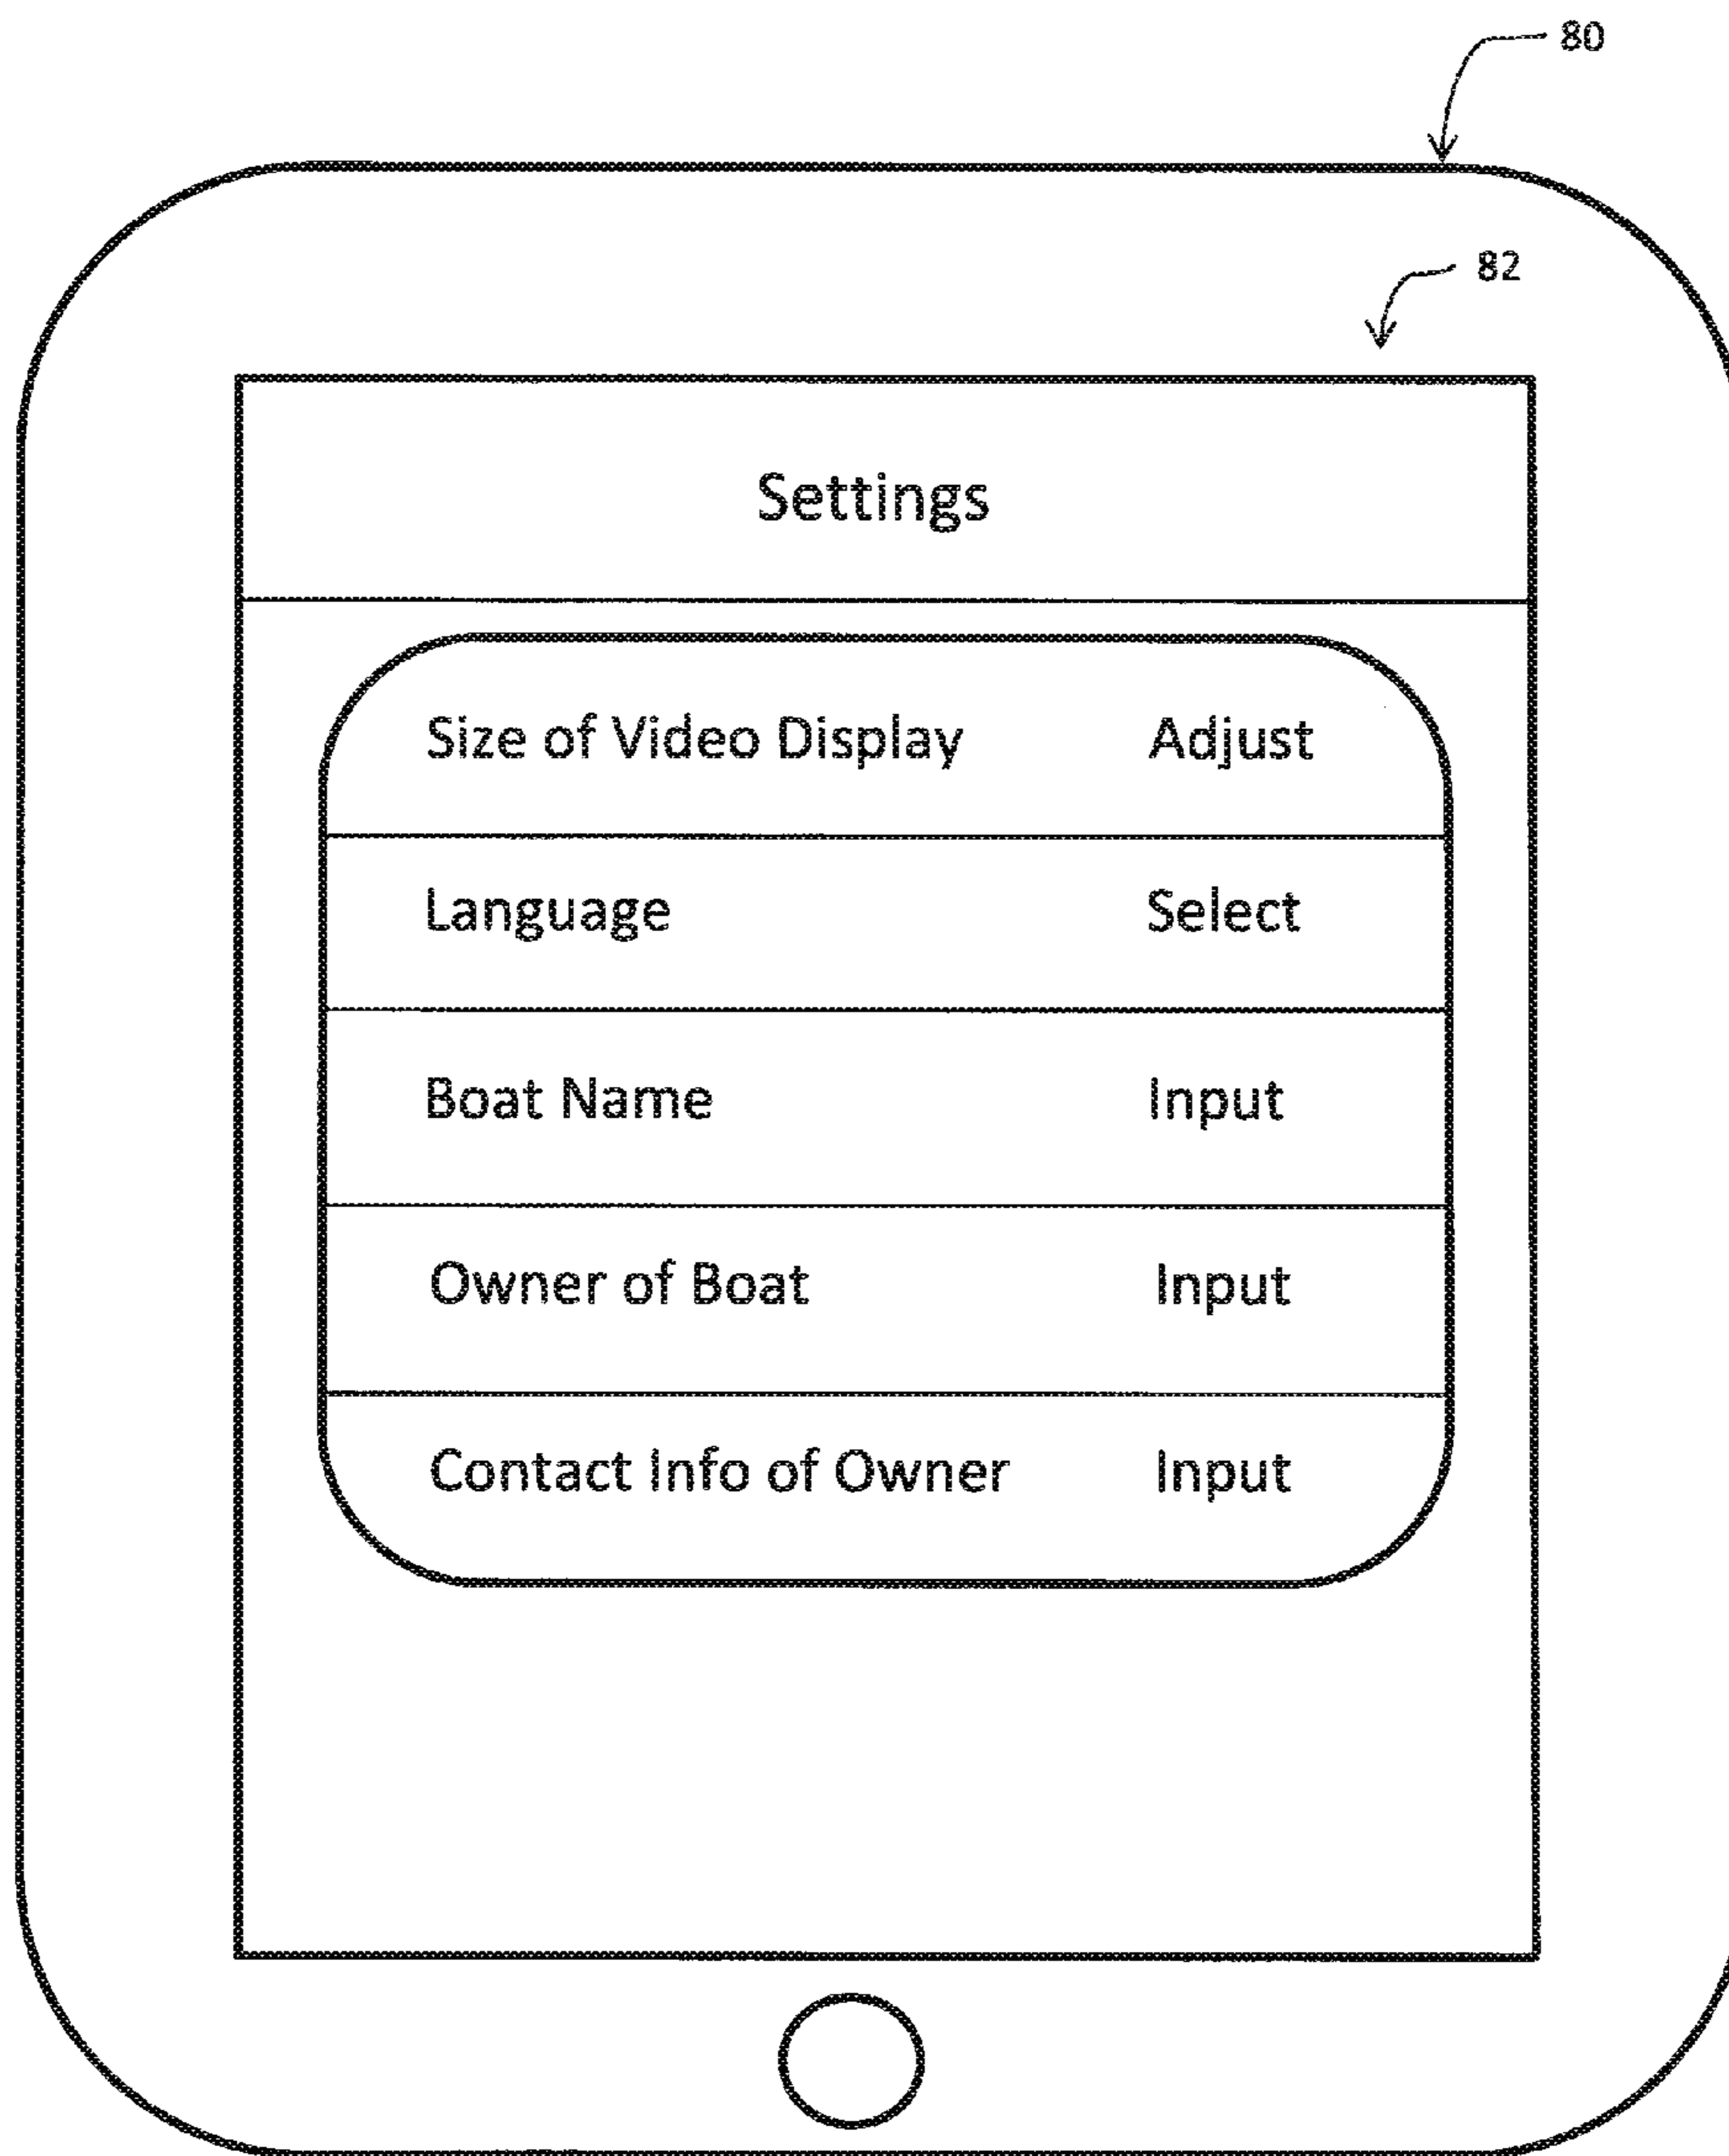 80
82
Settings
Size of Video Display Adjust
Language Select
Boat Name Input
Owner of Boat Input
Contact Info of Owner Input